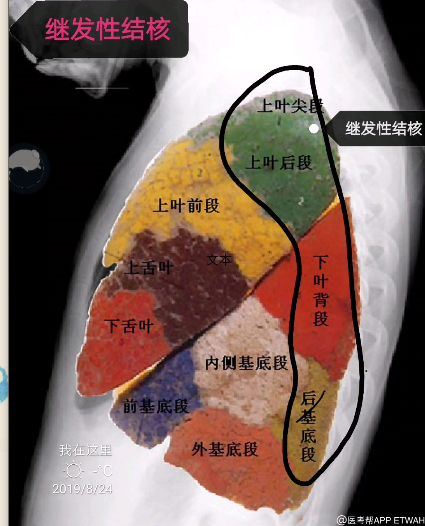 继发性结核
上叶尖段
继发性结核
上叶后段
上叶前段
上舌叶
文本
下叶背段
下舌叶
内侧基底段
前基底段
后基底段
外基底段
我在这里
-°C
2019/8/24
@医考帮APP ETWAH